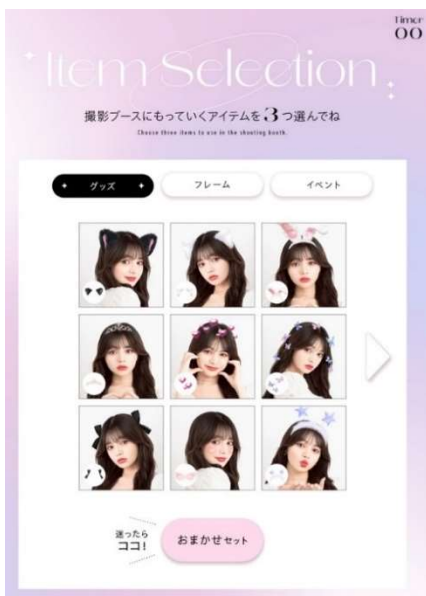 Timer
00
Item Selection
撮影ブースにもっていくアイテムを3つ選んでね
Choose three items to use in the shooting booth.
グッズ
フレーム
イベント
迷ったら
ココ!
おまかせセット